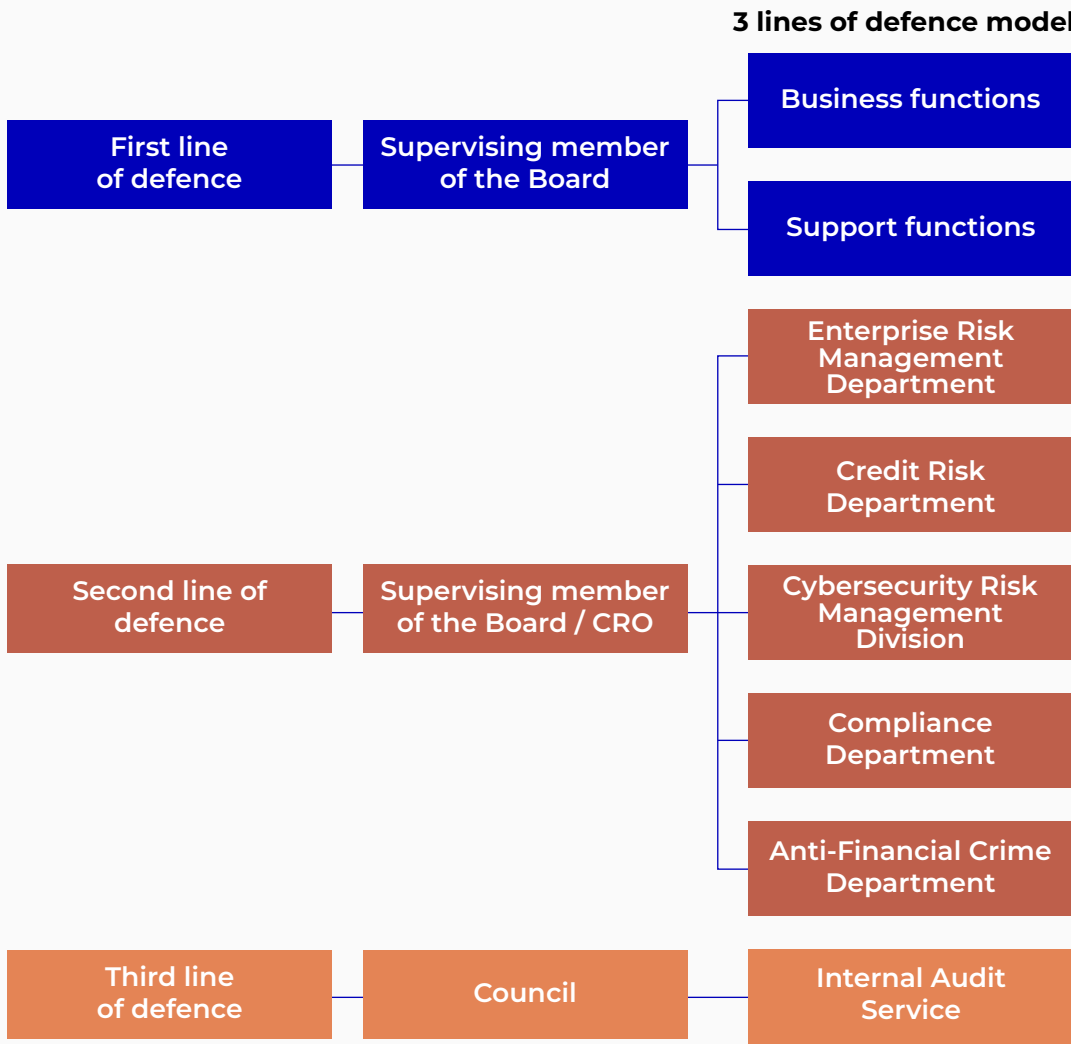 3 lines of defence model
First line
of defence
Supervising member
of the Board
Business functions
Support functions
Second line of
defence
Supervising member
of the Board / CRO
Enterprise Risk
Management
Department
Credit Risk
Department
Cybersecurity Risk
Management
Division
Compliance
Department
Anti-Financial Crime
Department
Third line
of defence
Council
Internal Audit
Service